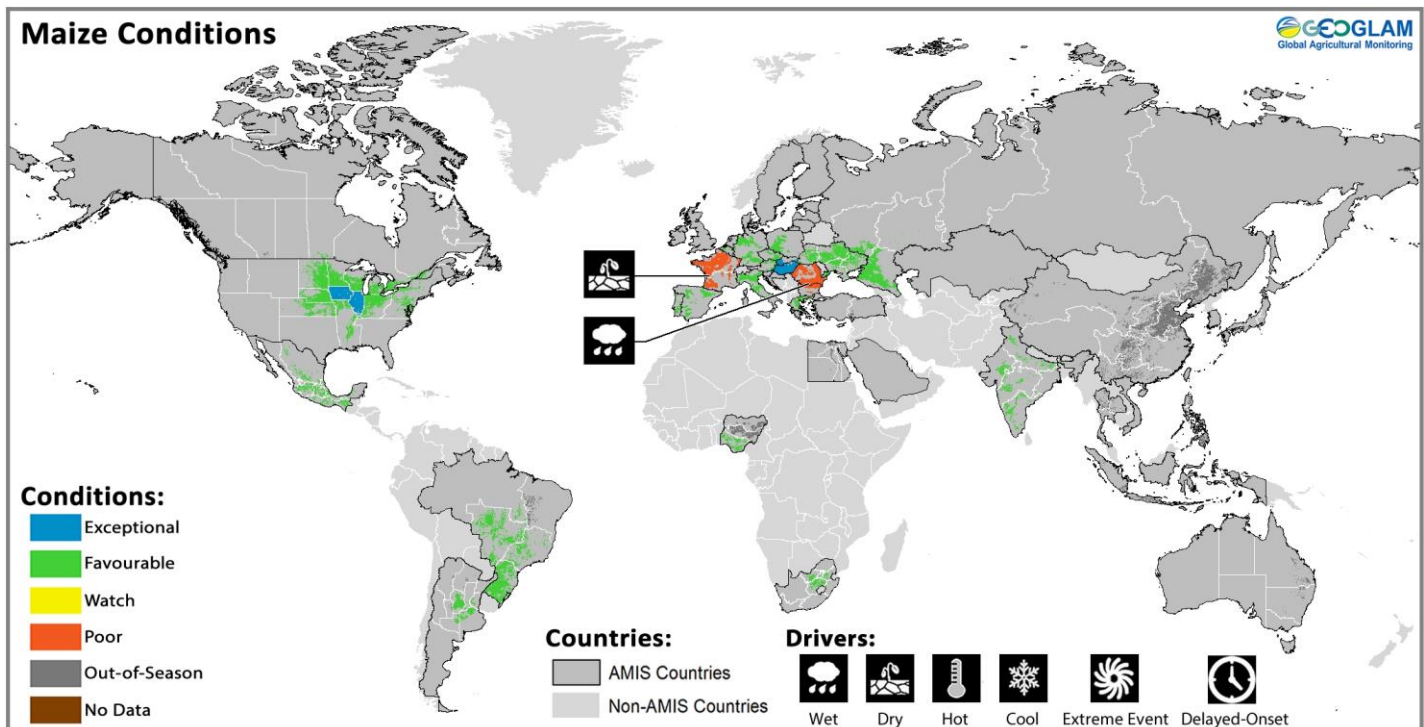 Maize Conditions
GEOGLAM
Global Agricultural Monitoring
Conditions:
Exceptional
Favourable
Watch
Poor
Out-of-Season
No Data
Countries:
AMIS Countries
Non-AMIS Countries
Drivers:
Wet
Dry
Hot
Cool
Extreme Event
Delayed-Onset